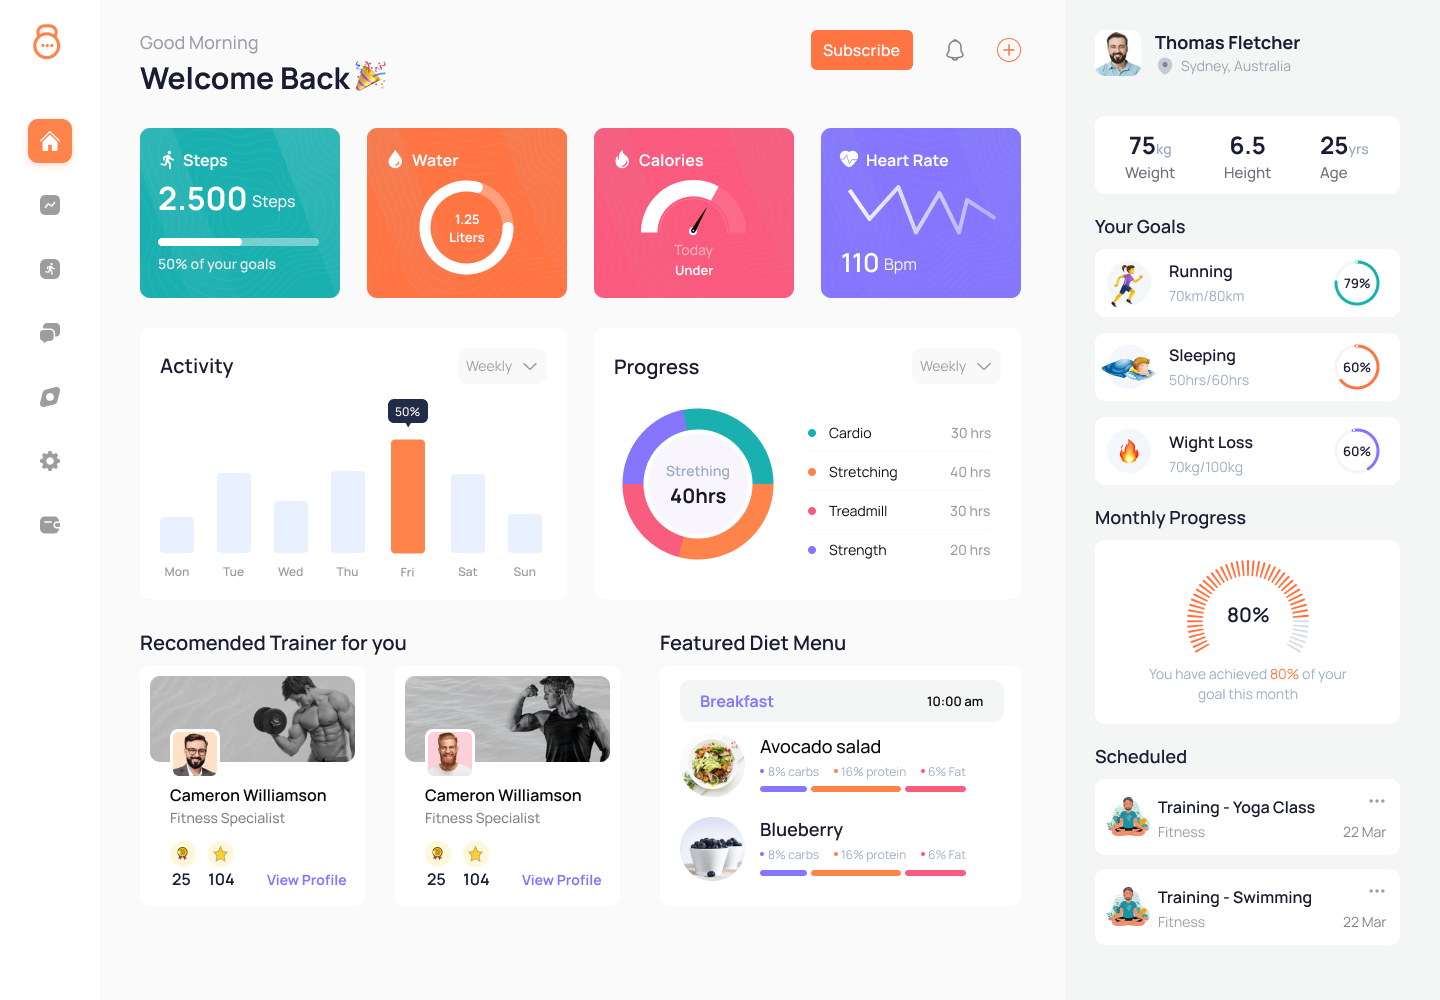 Good Morning
Welcome Back
Subscribe
Steps
2.500 Steps
50% of your goals
Water
1.25
Liters
Calories
Today
Under
Heart Rate
110 Bpm
Activity
Weekly
50%
Mon
Tue
Wed
Thu
Fri
Sat
Sun
Progress
Weekly
Strething
40hrs
Cardio 30 hrs
Stretching 40 hrs
Treadmill 30 hrs
Strength 20 hrs
Recomended Trainer for you
Cameron Williamson
Fitness Specialist
25 104 View Profile
Cameron Williamson
Fitness Specialist
25 104 View Profile
Featured Diet Menu
Breakfast 10:00 am
Avocado salad
8% carbs 16% protein 6% Fat
Blueberry
8% carbs 16% protein 6% Fat
Thomas Fletcher
Sydney, Australia
75kg 6.5 25yrs
Weight Height Age
Your Goals
Running
70km/80km
79%
Sleeping
50hrs/60hrs
60%
Wight Loss
70kg/100kg
60%
Monthly Progress
80%
You have achieved 80% of your
goal this month
Scheduled
Training - Yoga Class
Fitness 22 Mar
Training - Swimming
Fitness 22 Mar